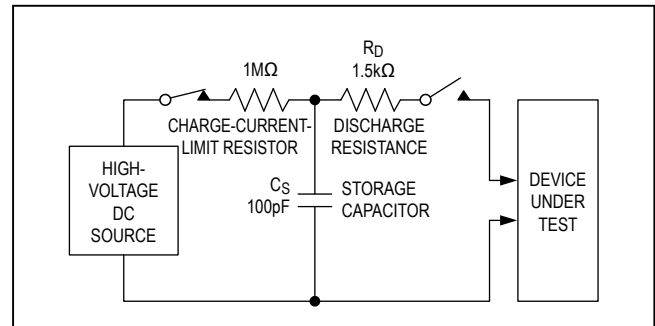 RD
1MΩ
1.5kΩ
CHARGE-CURRENT-
LIMIT RESISTOR
DISCHARGE
RESISTANCE
HIGH-
VOLTAGE
DC
SOURCE
CS
100pF
STORAGE
CAPACITOR
DEVICE
UNDER
TEST